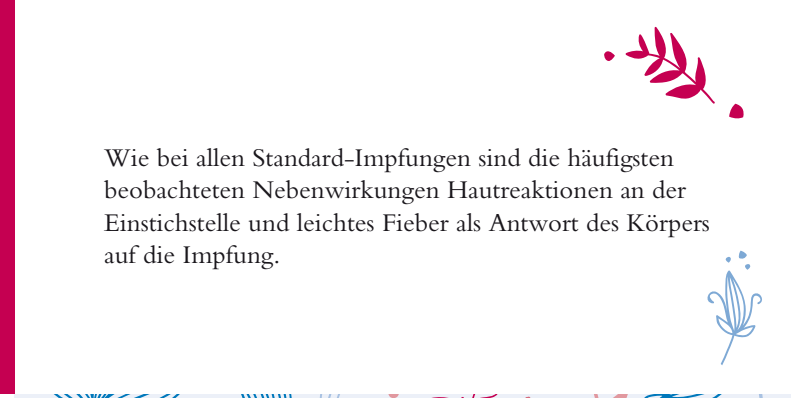 Wie bei allen Standard-Impfungen sind die häufigsten
beobachteten Nebenwirkungen Hautreaktionen an der
Einstichstelle und leichtes Fieber als Antwort des Körpers
auf die Impfung.